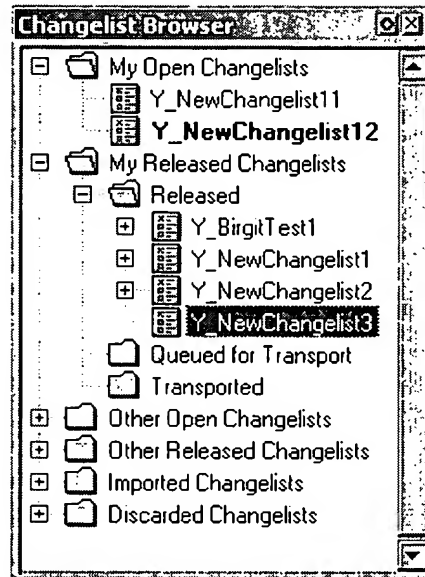 Changelist Browser
My Open Changelists
Y_NewChangelist11
Y_NewChangelist12
My Released Changelists
Released
Y_BirgitTest1
Y_NewChangelist1
Y_NewChangelist2
Y_NewChangelist3
Queued for Transport
Transported
Other Open Changelists
Other Released Changelists
Imported Changelists
Discarded Changelists